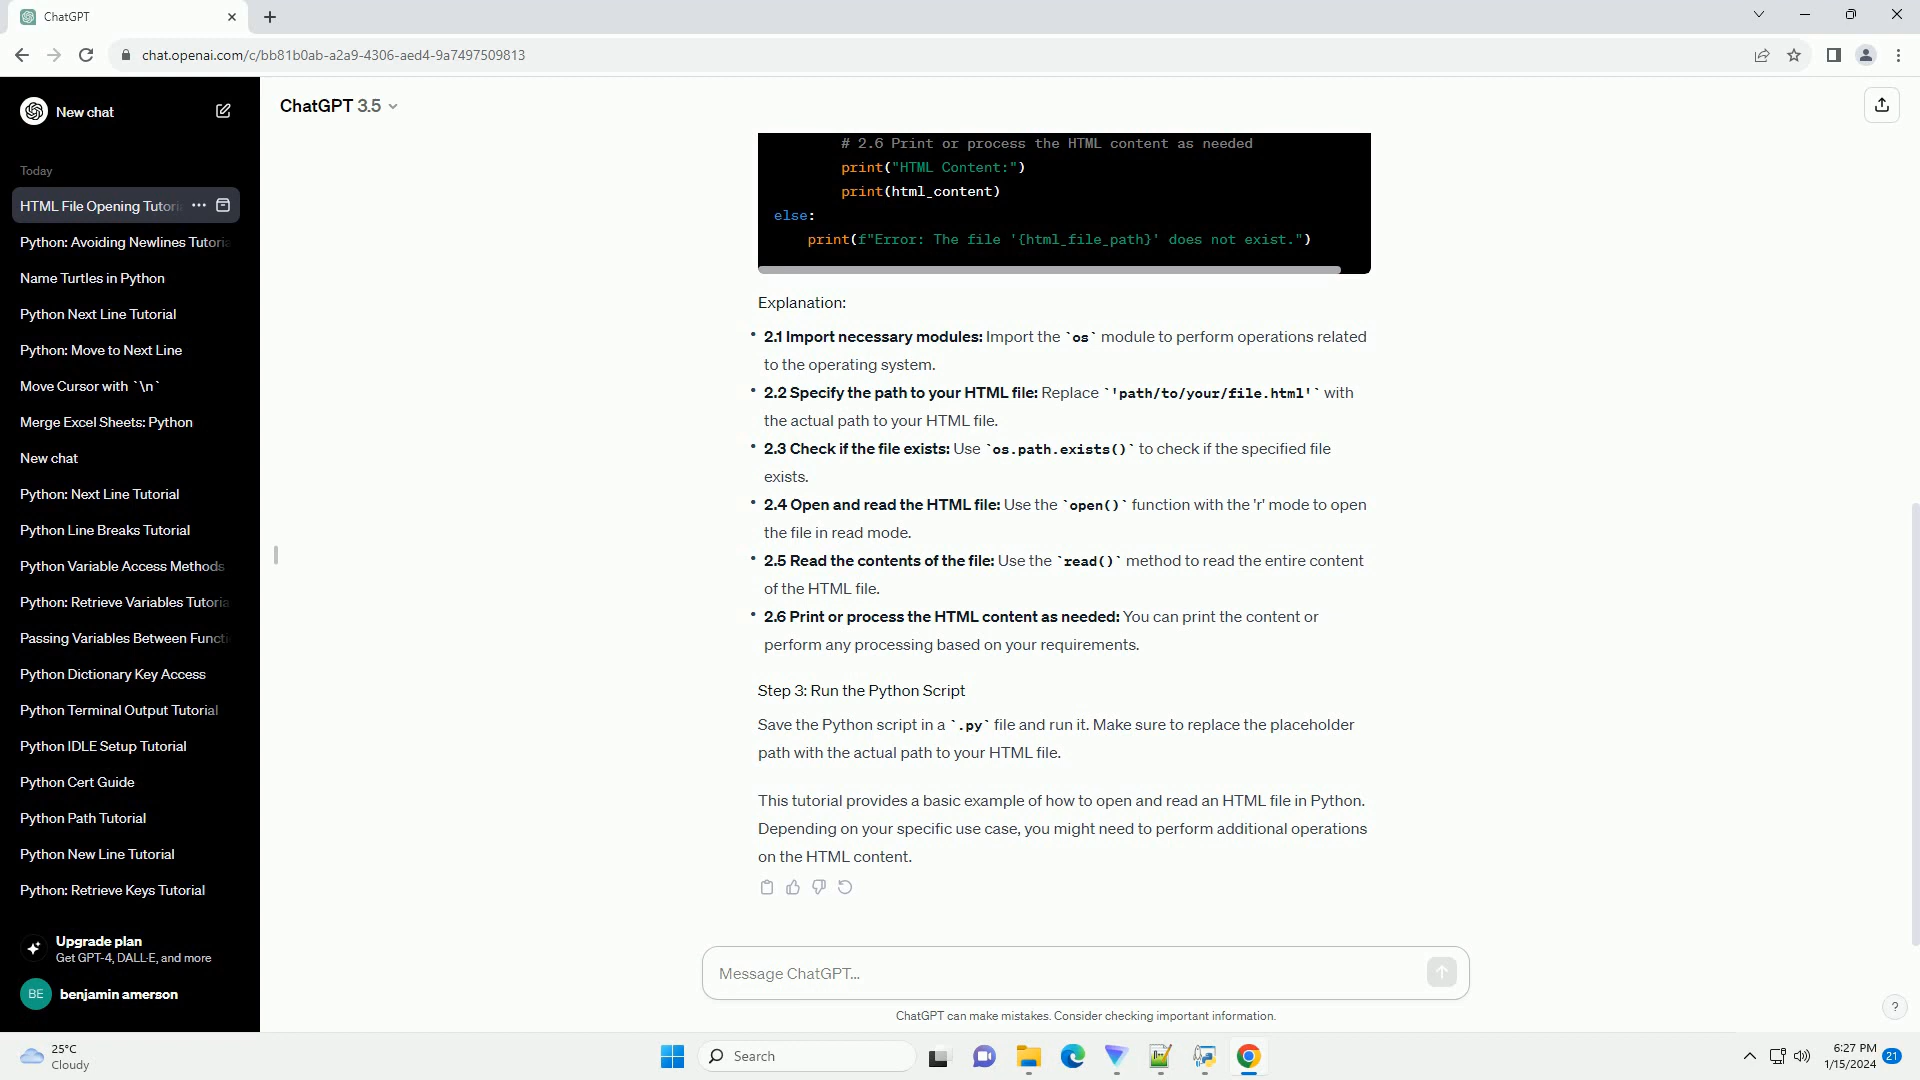 ChatGPT
chat.openai.com/c/bb81b0ab-a2a9-4306-aed4-9a7497509813
New chat
Today
HTML File Opening Tutori
Python: Avoiding Newlines Tutoria
Name Turtles in Python
Python Next Line Tutorial
Python: Move to Next Line
Move Cursor with `\n`
Merge Excel Sheets: Python
New chat
Python: Next Line Tutorial
Python Line Breaks Tutorial
Python Variable Access Methods
Python: Retrieve Variables Tutoria
Passing Variables Between Functi
Python Dictionary Key Access
Python Terminal Output Tutorial
Python IDLE Setup Tutorial
Python Cert Guide
Python Path Tutorial
Python New Line Tutorial
Python: Retrieve Keys Tutorial
Upgrade plan
Get GPT-4, DALL·E, and more
BE benjamin amerson
ChatGPT 3.5
# 2.6 Print or process the HTML content as needed
print("HTML Content:")
print(html_content)
else:
print(f"Error: The file '{html_file_path}' does not exist.")
Explanation:
• 2.1 Import necessary modules: Import the `os` module to perform operations related
to the operating system.
• 2.2 Specify the path to your HTML file: Replace `'path/to/your/file.html'` with
the actual path to your HTML file.
• 2.3 Check if the file exists: Use `os.path.exists()` to check if the specified file
exists.
• 2.4 Open and read the HTML file: Use the `open()` function with the 'r' mode to open
the file in read mode.
• 2.5 Read the contents of the file: Use the `read()` method to read the entire content
of the HTML file.
• 2.6 Print or process the HTML content as needed: You can print the content or
perform any processing based on your requirements.
Step 3: Run the Python Script
Save the Python script in a `.py` file and run it. Make sure to replace the placeholder
path with the actual path to your HTML file.
This tutorial provides a basic example of how to open and read an HTML file in Python.
Depending on your specific use case, you might need to perform additional operations
on the HTML content.
Message ChatGPT...
ChatGPT can make mistakes. Consider checking important information.
?
25°C
Cloudy
Search
6:27 PM
1/15/2024
21